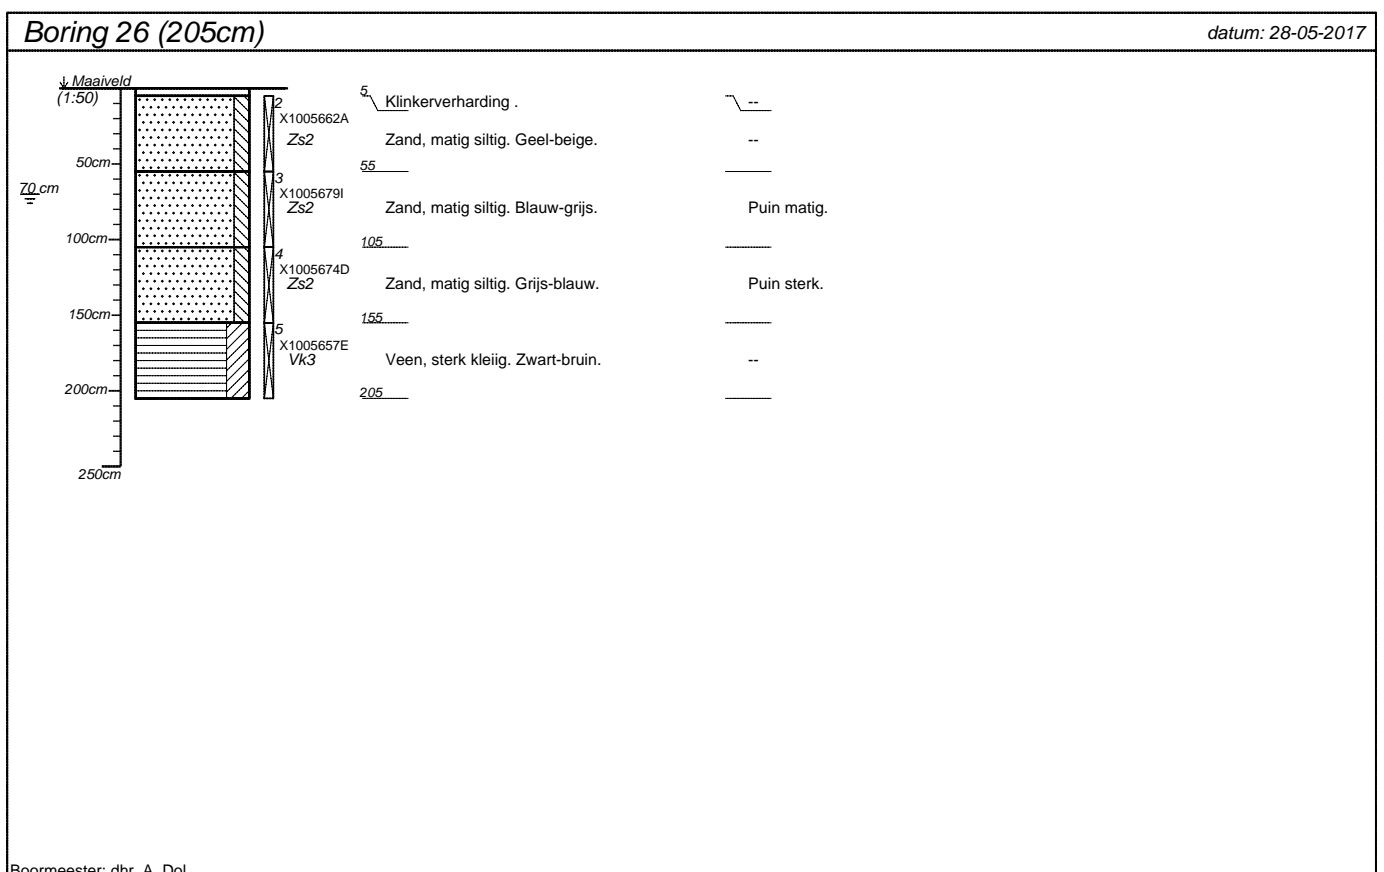 Boring 26 (205cm)
datum: 28-05-2017
Maaiveld
(1:50)
5
Klinkerverharding .
--
2
X1005662A
Zs2
Zand, matig siltig. Geel-beige.
--
50cm
55
3
70 cm
X1005679I
Zs2
Zand, matig siltig. Blauw-grijs.
Puin matig.
100cm
105
4
X1005674D
Zs2
Zand, matig siltig. Grijs-blauw.
Puin sterk.
150cm
155
5
X1005657E
Vk3
Veen, sterk kleiig. Zwart-bruin.
--
200cm
205
250cm
Boormeester: dhr. A. Dol